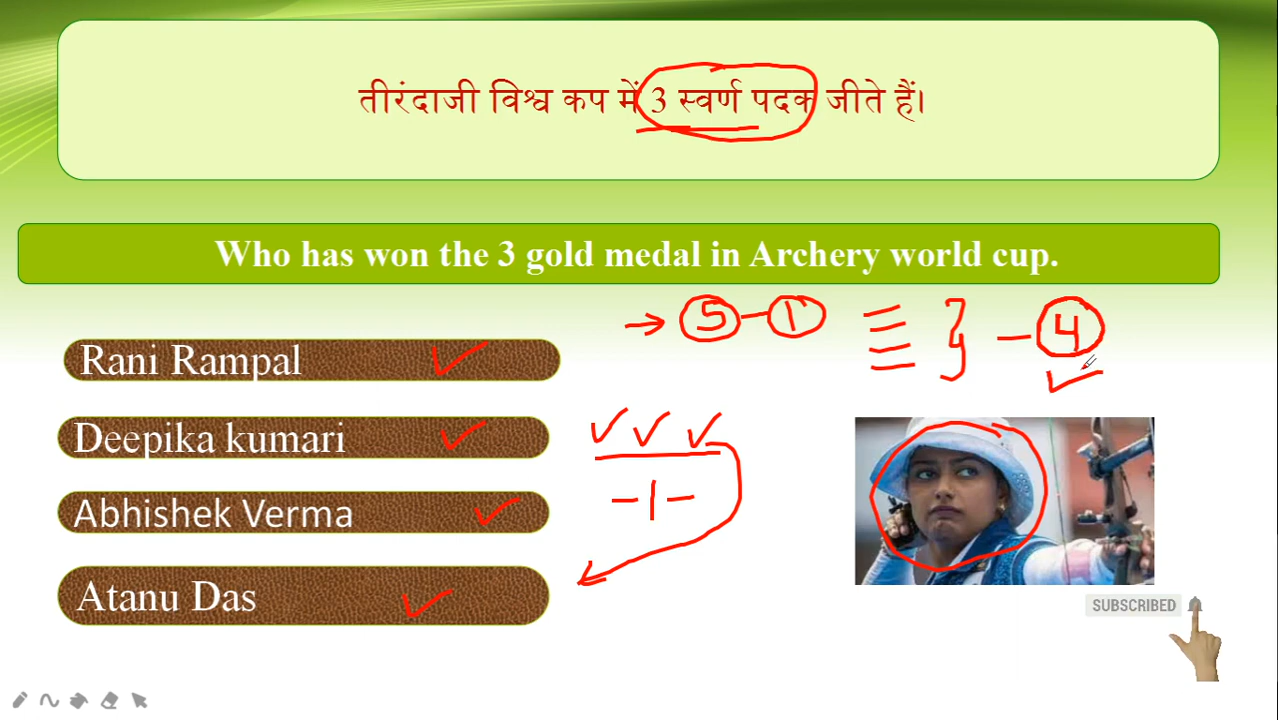 तीरंदाजी विश्व कप में 3 स्वर्ण पदक जीते हैं।
Who has won the 3 gold medal in Archery world cup.
→ 5 - 1 } - 4
Rani Rampal
Deepika kumari
- 1 -
Abhishek Verma
Atanu Das
SUBSCRIBED